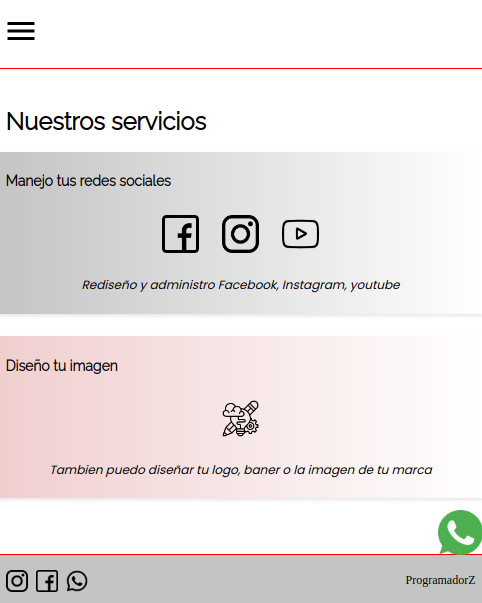 Nuestros servicios
Manejo tus redes sociales
Rediseño y administro Facebook, Instagram, youtube
Diseño tu imagen
Tambien puedo diseñar tu logo, baner o la imagen de tu marca
ProgramadorZ